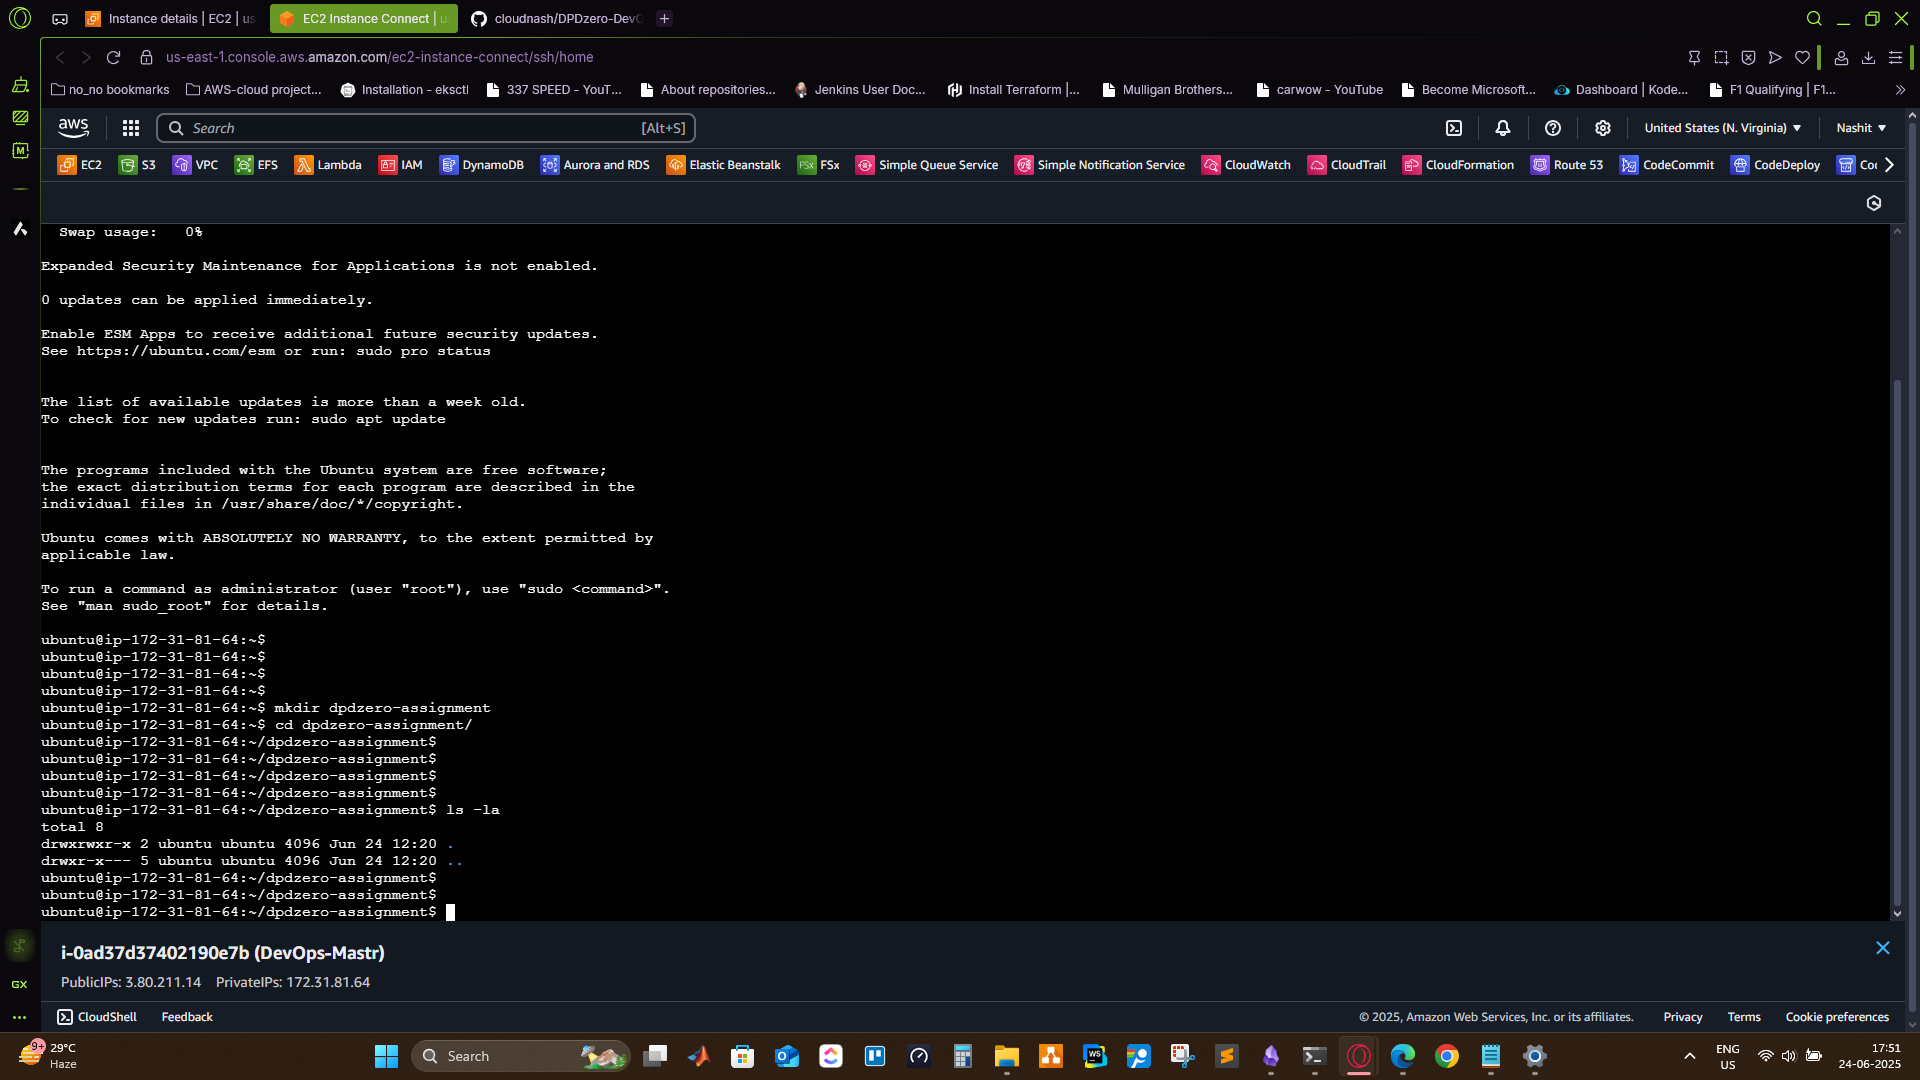 Instance details | EC2 | us
EC2 Instance Connect | u
cloudnash/DPDzero-DevO
us-east-1.console.aws.amazon.com/ec2-instance-connect/ssh/home
no_no bookmarks
AWS-cloud project...
Installation - eksctl
337 SPEED - YouT...
About repositories...
Jenkins User Doc...
Install Terraform |...
Mulligan Brothers...
carwow - YouTube
Become Microsoft...
Dashboard | Kode...
F1 Qualifying | F1...
aws
Search
[Alt+S]
United States (N. Virginia)
Nashit
EC2
S3
VPC
EFS
Lambda
IAM
DynamoDB
Aurora and RDS
Elastic Beanstalk
FSx
FSx
Simple Queue Service
Simple Notification Service
CloudWatch
CloudTrail
CloudFormation
Route 53
CodeCommit
CodeDeploy
Swap usage:   0%
Expanded Security Maintenance for Applications is not enabled.
0 updates can be applied immediately.
Enable ESM Apps to receive additional future security updates.
See https://ubuntu.com/esm or run: sudo pro status
The list of available updates is more than a week old.
To check for new updates run: sudo apt update
The programs included with the Ubuntu system are free software;
the exact distribution terms for each program are described in the
individual files in /usr/share/doc/*/copyright.
Ubuntu comes with ABSOLUTELY NO WARRANTY, to the extent permitted by
applicable law.
To run a command as administrator (user "root"), use "sudo <command>".
See "man sudo_root" for details.
ubuntu@ip-172-31-81-64:~$
ubuntu@ip-172-31-81-64:~$
ubuntu@ip-172-31-81-64:~$
ubuntu@ip-172-31-81-64:~$
ubuntu@ip-172-31-81-64:~$ mkdir dpdzero-assignment
ubuntu@ip-172-31-81-64:~$ cd dpdzero-assignment/
ubuntu@ip-172-31-81-64:~/dpdzero-assignment$
ubuntu@ip-172-31-81-64:~/dpdzero-assignment$
ubuntu@ip-172-31-81-64:~/dpdzero-assignment$
ubuntu@ip-172-31-81-64:~/dpdzero-assignment$
ubuntu@ip-172-31-81-64:~/dpdzero-assignment$ ls -la
total 8
drwxrwxr-x 2 ubuntu ubuntu 4096 Jun 24 12:20 .
drwxr-x--- 5 ubuntu ubuntu 4096 Jun 24 12:20 ..
ubuntu@ip-172-31-81-64:~/dpdzero-assignment$
ubuntu@ip-172-31-81-64:~/dpdzero-assignment$
ubuntu@ip-172-31-81-64:~/dpdzero-assignment$
i-0ad37d37402190e7b (DevOps-Mastr)
PublicIPs: 3.80.211.14   PrivateIPs: 172.31.81.64
GX
CloudShell
Feedback
© 2025, Amazon Web Services, Inc. or its affiliates.
Privacy
Terms
Cookie preferences
9+
29°C
Haze
Search
WS
ENG
US
17:51
24-06-2025